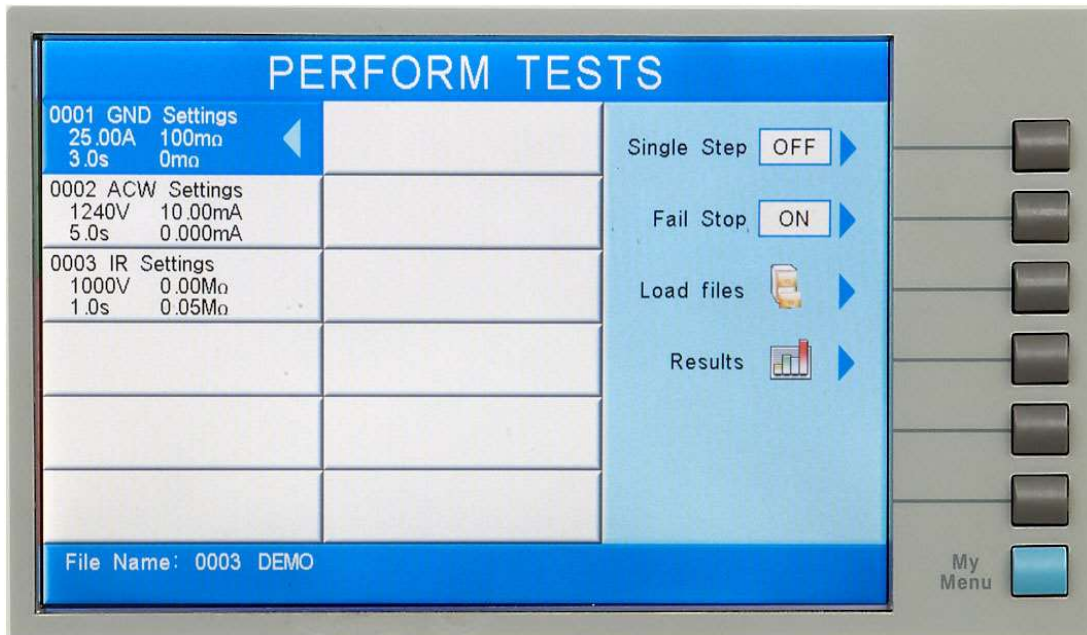 PERFORM TESTS
0001 GND Settings
25.00A 100mΩ
3.0s 0mΩ
0002 ACW Settings
1240V 10.00mA
5.0s 0.000mA
0003 IR Settings
1000V 0.00MΩ
1.0s 0.05MΩ
Single Step OFF
Fail Stop ON
Load files
Results
File Name: 0003 DEMO
My
Menu